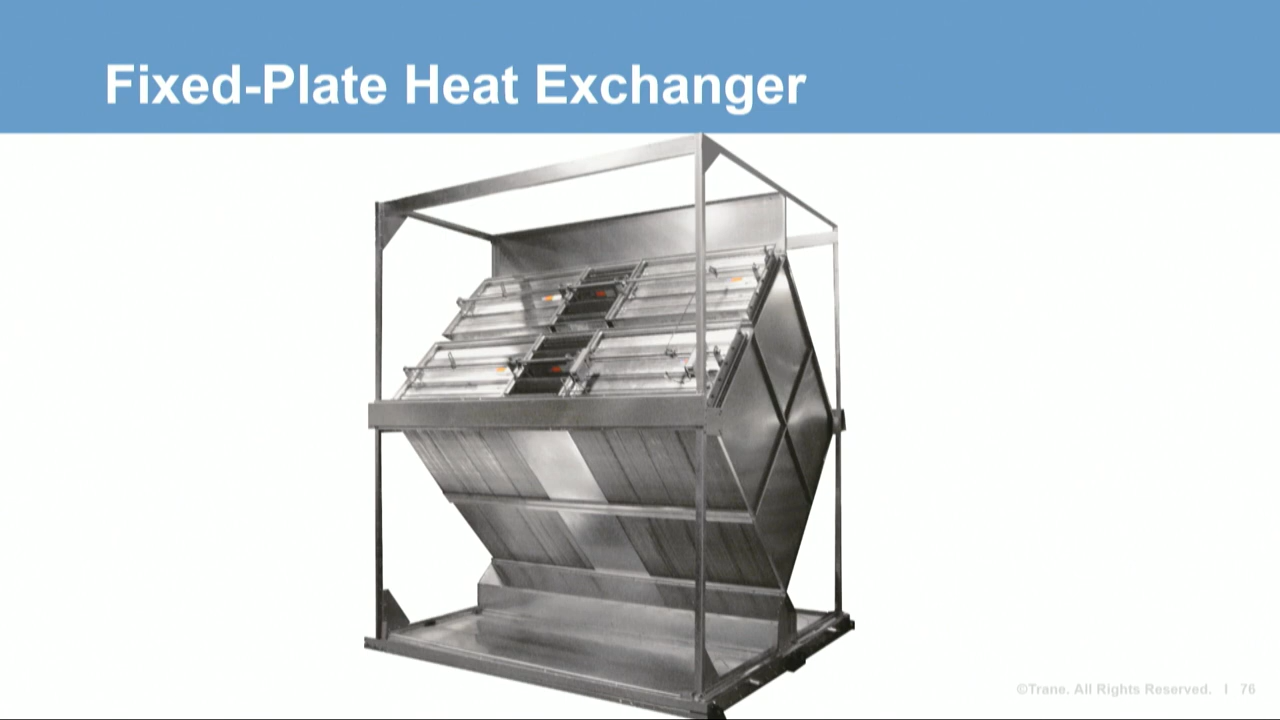 Fixed-Plate Heat Exchanger
©Trane. All Rights Reserved. I 76